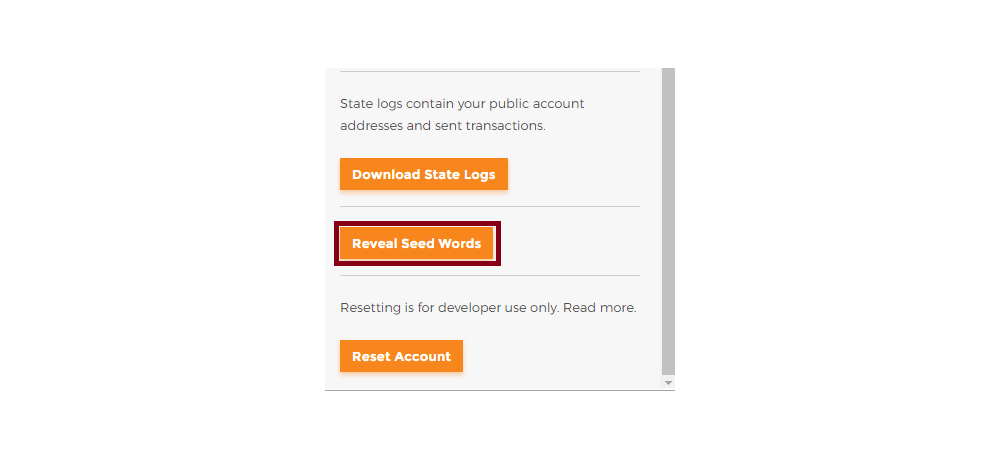 State logs contain your public account
addresses and sent transactions.
Download State Logs
Reveal Seed Words
Resetting is for developer use only. Read more.
Reset Account